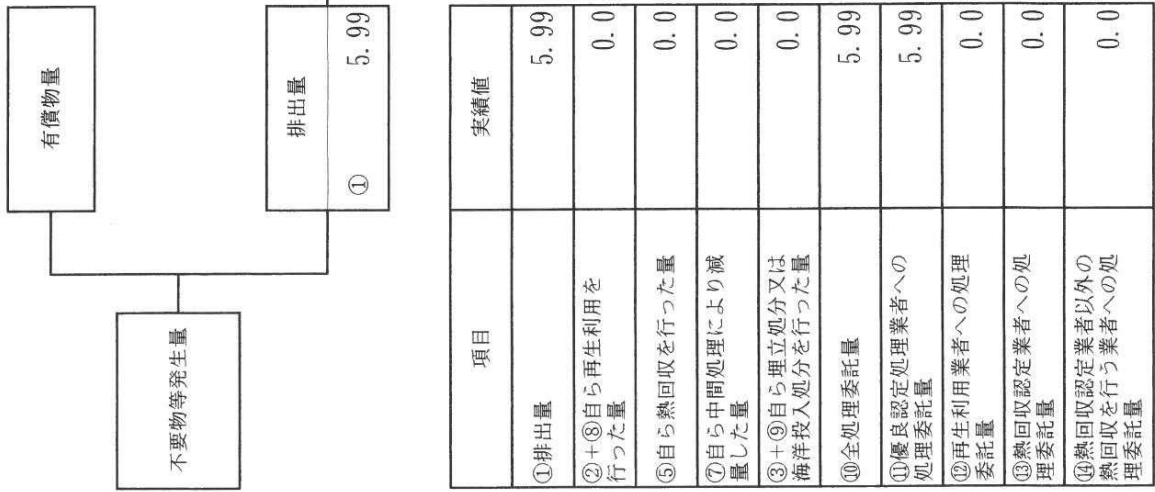 有償物量
不要物等発生量
排出量
① 5.99
項目 実績値
①排出量 5.99
②+⑧自ら再生利用を
行った量 0.0
⑤自ら熱回収を行った量 0.0
⑦自ら中間処理により減
量した量 0.0
③+⑨自ら埋立処分又は
海洋投入処分を行った量 0.0
⑩全処理委託量 5.99
⑪優良認定処理業者への
処理委託量 5.99
⑫再生利用業者への処理
委託量 0.0
⑬熱回収認定業者への処
理委託量 0.0
⑭熱回収認定業者以外の
熱回収を行う業者への処
理委託量 0.0